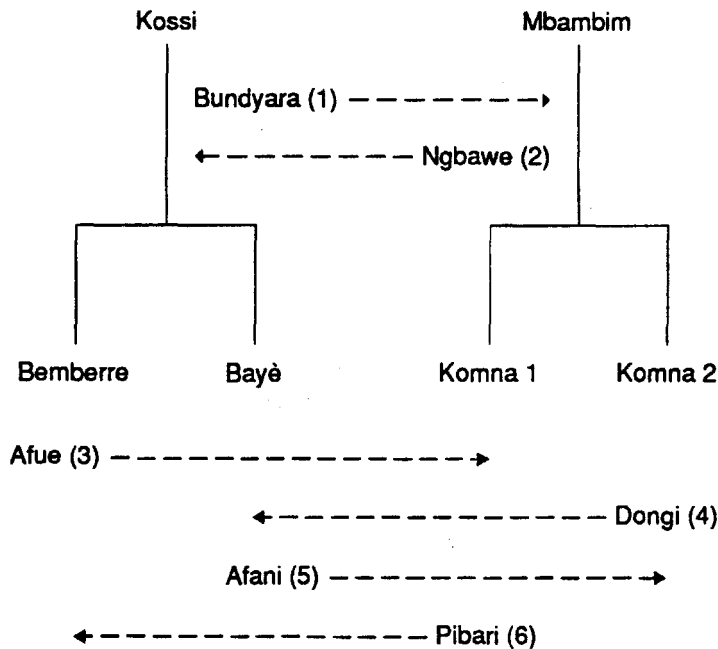 Kossi Mbambim
Bundyara (1)
Ngbawe (2)
Bemberre Bayè Komna 1 Komna 2
Afue (3)
Dongi (4)
Afani (5)
Pibari (6)